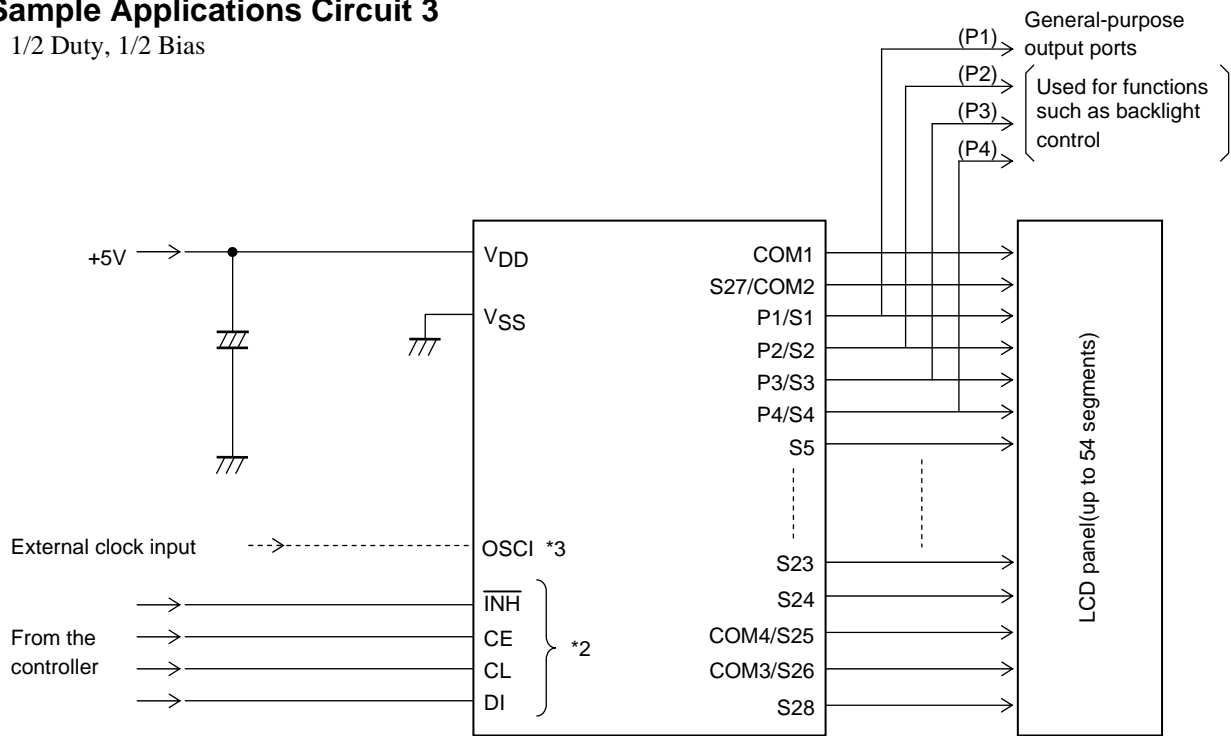 Sample Applications Circuit 3
1/2 Duty, 1/2 Bias
(P1)
General-purpose
output ports
(P2)
(P3)
(P4)
Used for functions
such as backlight
control
+5V
VDD
VSS
COM1
S27/COM2
P1/S1
P2/S2
P3/S3
P4/S4
S5
LCD panel(up to 54 segments)
External clock input
OSCI *3
S23
S24
COM4/S25
COM3/S26
S28
From the
controller
INH
CE
CL
DI
*2